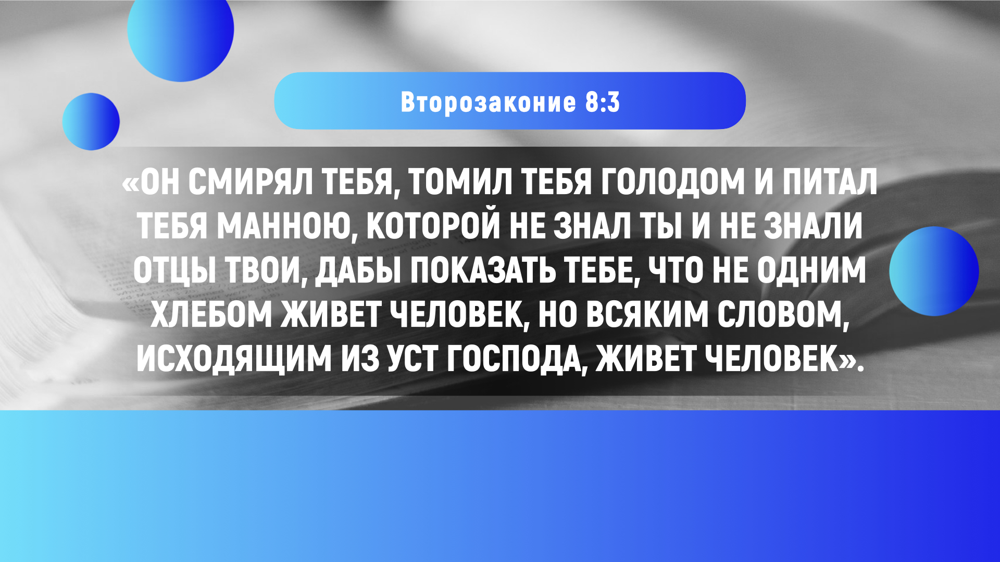 Второзаконие 8:3
«ОН СМИРЯЛ ТЕБЯ, ТОМИЛ ТЕБЯ ГОЛОДОМ И ПИТАЛ
ТЕБЯ МАННОЮ, КОТОРОЙ НЕ ЗНАЛ ТЫ И НЕ ЗНАЛИ
ОТЦЫ ТВОИ, ДАБЫ ПОКАЗАТЬ ТЕБЕ, ЧТО НЕ ОДНИМ
ХЛЕБОМ ЖИВЕТ ЧЕЛОВЕК, НО ВСЯКИМ СЛОВОМ,
ИСХОДЯЩИМ ИЗ УСТ ГОСПОДА, ЖИВЕТ ЧЕЛОВЕК».